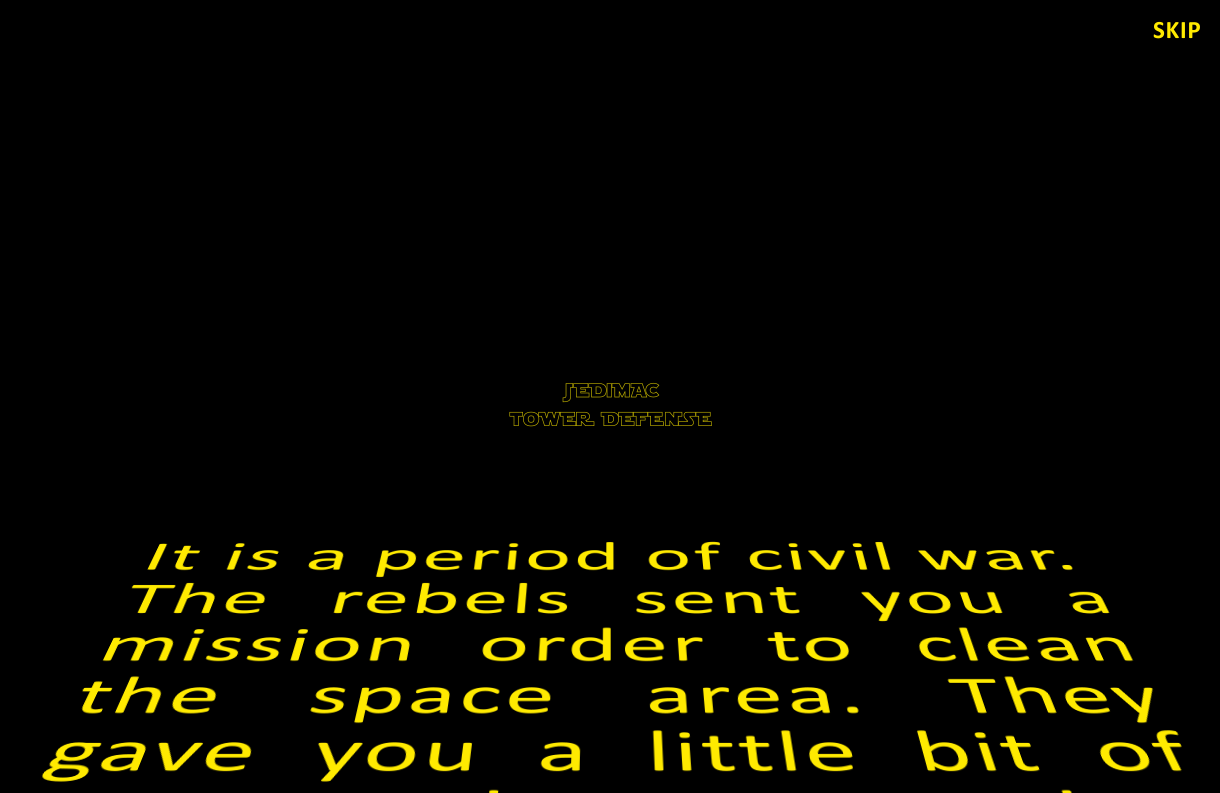 SKIP
JEDIMAC
TOWER DEFENSE
It is a period of civil war.
The rebels sent you a
mission order to clean
the space area. They
gave you a little bit of